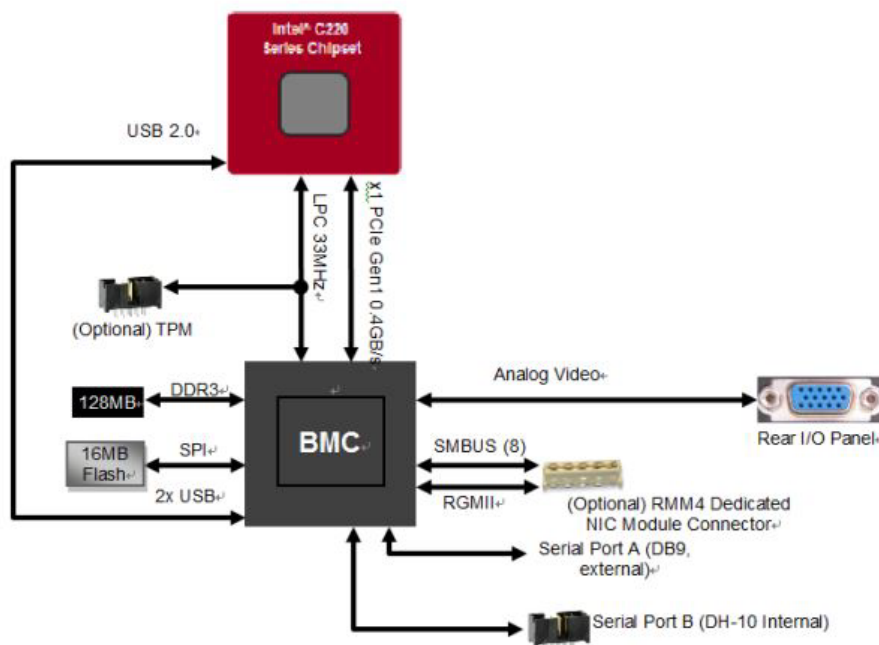 Intel® C220
Series Chipset
USB 2.0
LPC 33MHz
x1 PCIe Gen1 0.4GB/s
(Optional) TPM
128MB
DDR3
Analog Video
Rear I/O Panel
BMC
16MB
Flash
SPI
2x USB
SMBUS (8)
RGMII
(Optional) RMM4 Dedicated
NIC Module Connector
Serial Port A (DB9,
external)
Serial Port B (DH-10 Internal)